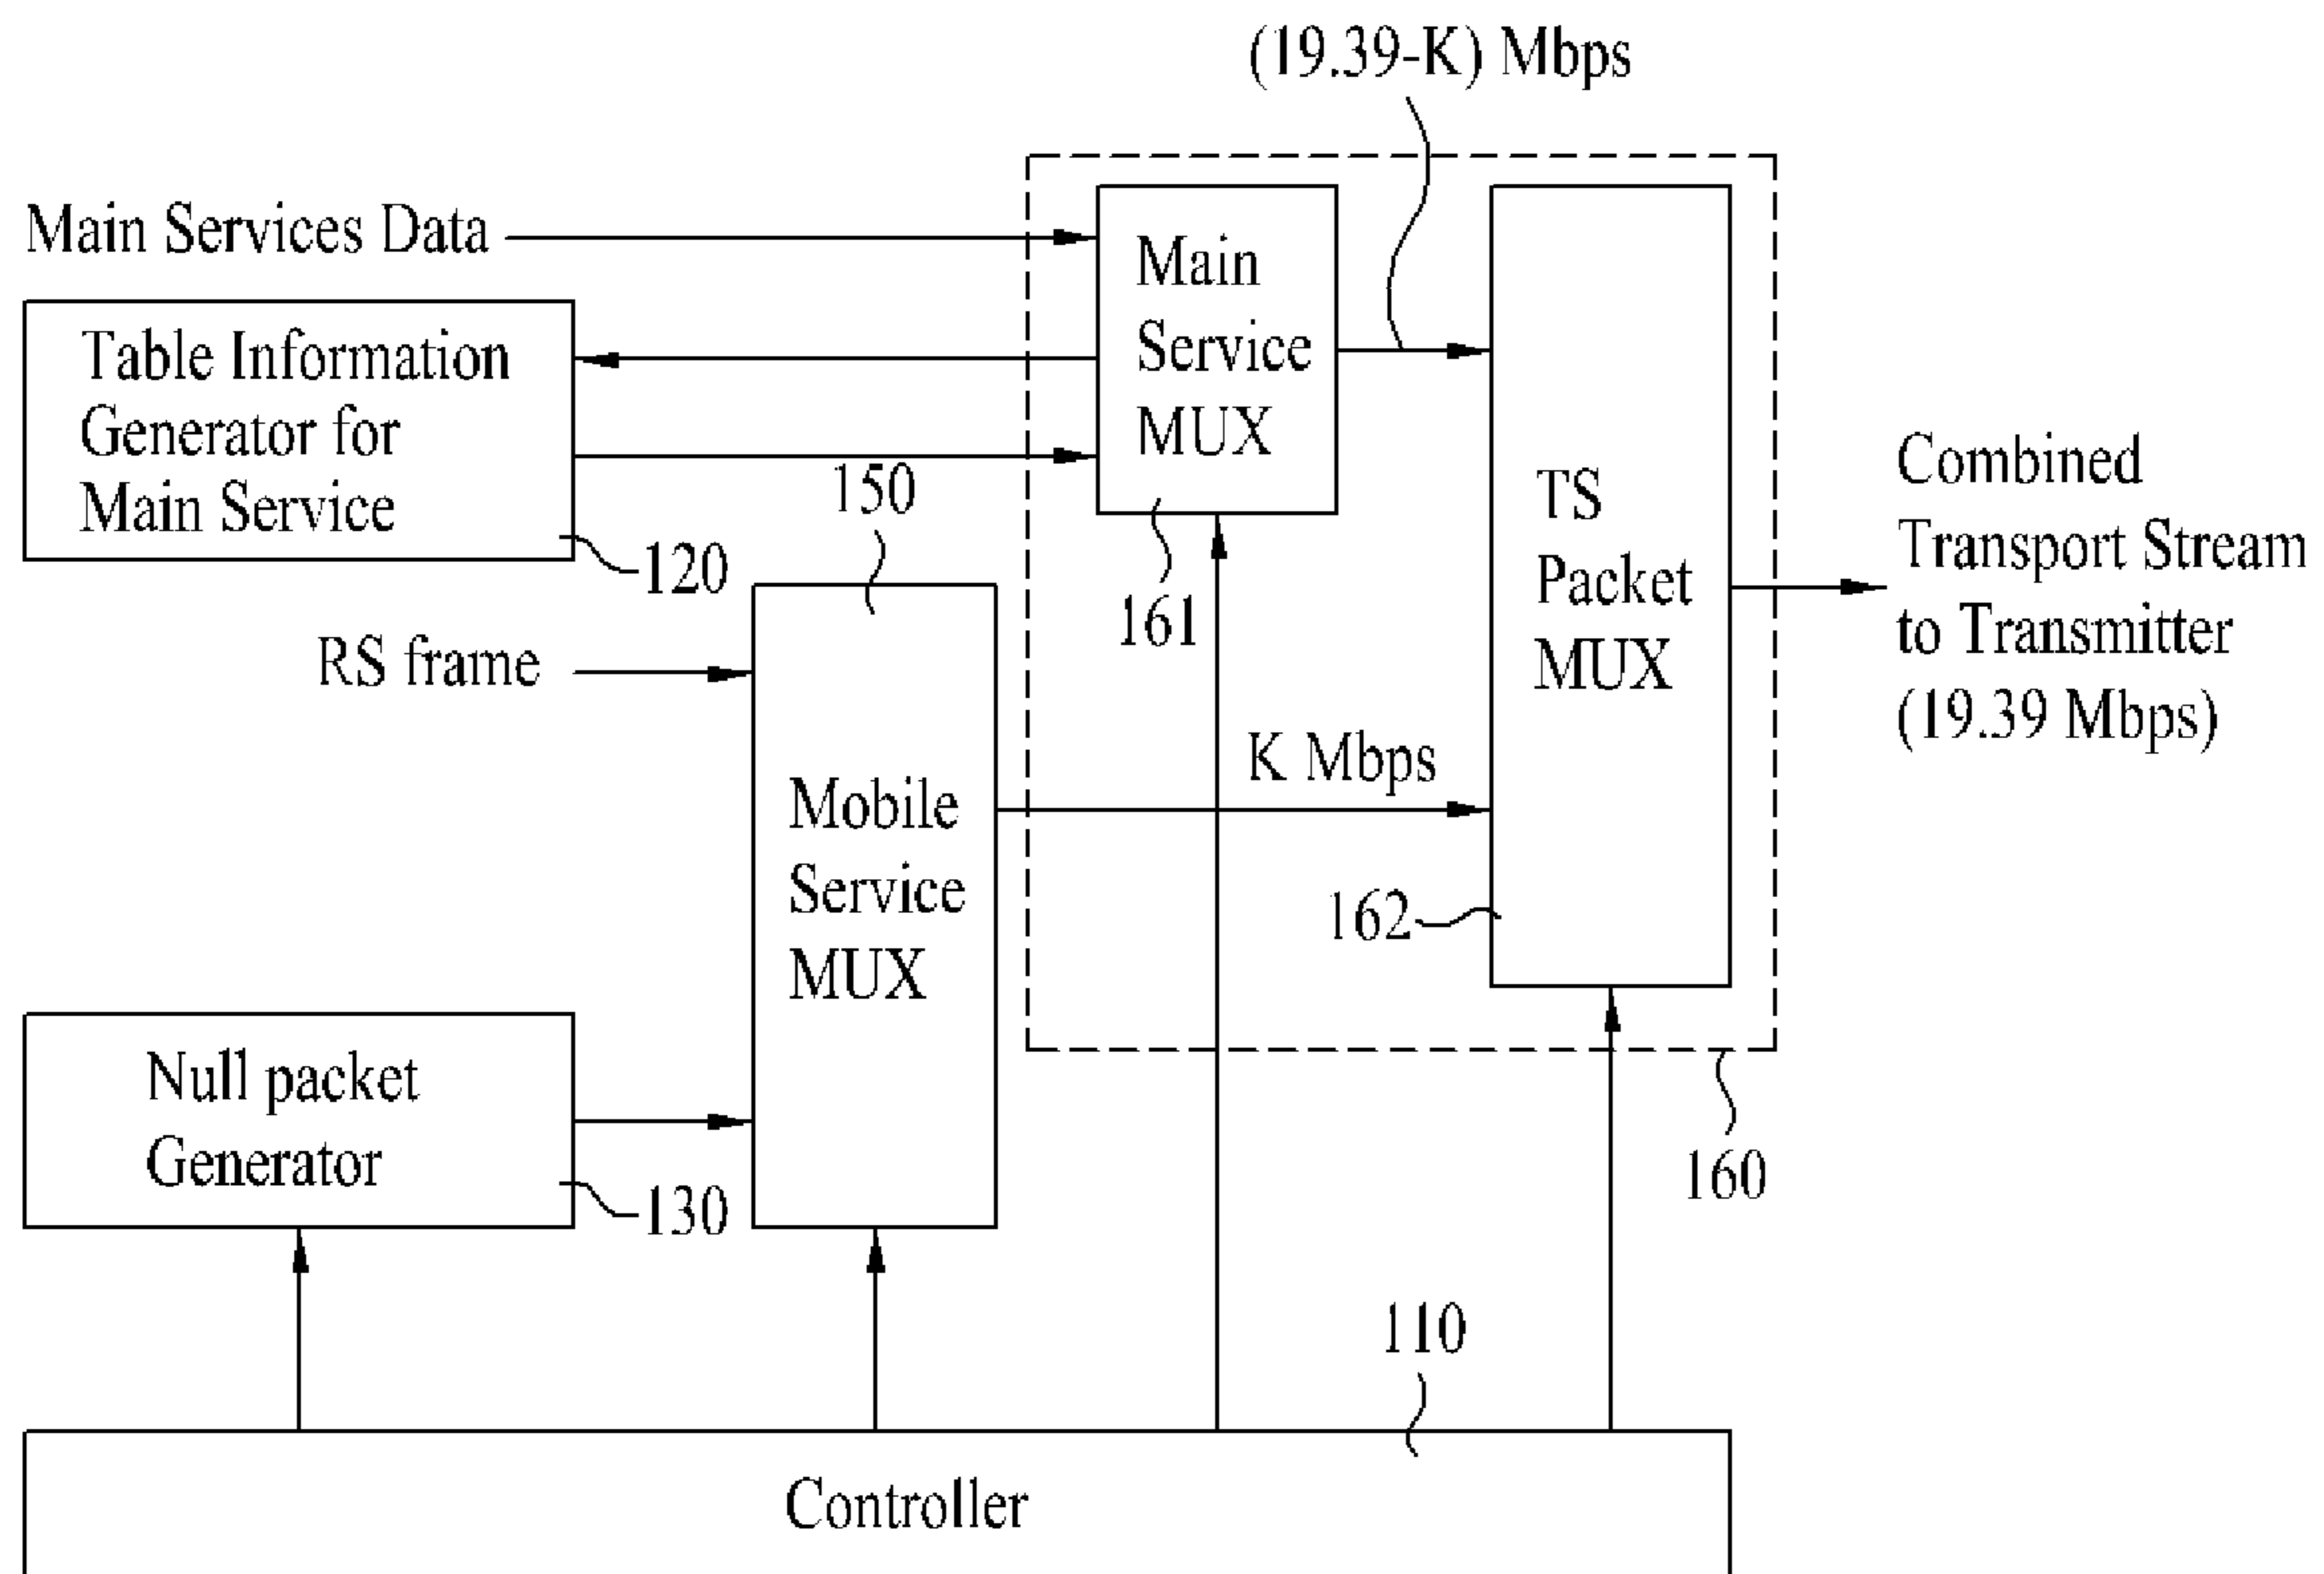 (19.39-K) Mbps
Main Services Data
Main
Service
MUX
Table Information
Generator for
Main Service
120
150
161
TS
Packet
MUX
Combined
Transport Stream
to Transmitter
(19.39 Mbps)
RS frame
K Mbps
Mobile
Service
MUX
162
Null packet
Generator
130
160
110
Controller